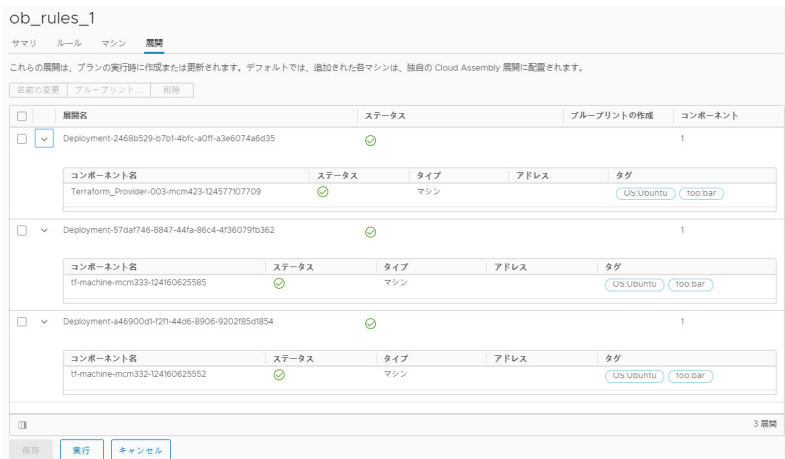 ob_rules_1
サマリ ルール マシン 展開
これらの展開は、プランの実行時に作成または更新されます。デフォルトでは、追加された各マシンは、独自の Cloud Assembly 展開に配置されます。
名前の変更 ブループリント... 削除
展開名 ステータス ブループリントの作成 コンポーネント
Deployment-2468b529-b7b1-4bfc-a0ff-a3e6074a6d35 1
コンポーネント名 ステータス タイプ アドレス タグ
Terraform_Provider-003-mcm423-124577107709 マシン OS:Ubuntu foo:bar
Deployment-57daf746-8847-44fa-86c4-4f36079fb362 1
コンポーネント名 ステータス タイプ アドレス タグ
tf-machine-mcm333-124160625585 マシン OS:Ubuntu foo:bar
Deployment-a46900d1-f2f1-44d6-8906-9202f85d1854 1
コンポーネント名 ステータス タイプ アドレス タグ
tf-machine-mcm332-124160625552 マシン OS:Ubuntu foo:bar
3 展開
保存 実行 キャンセル